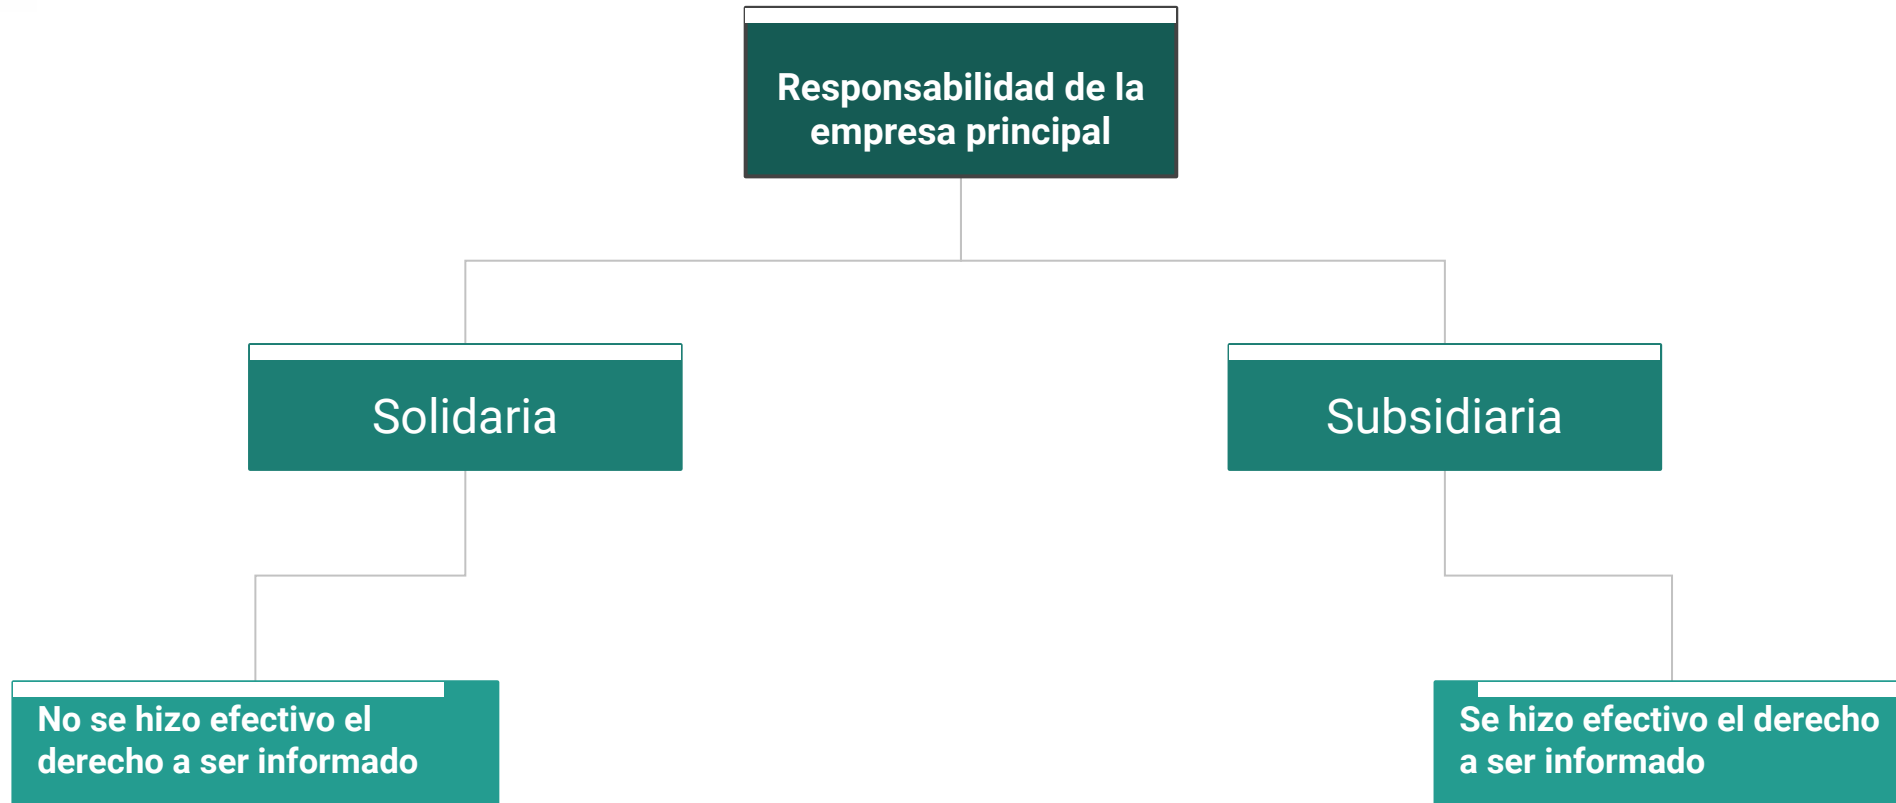 Responsabilidad de la
empresa principal
Solidaria
Subsidiaria
No se hizo efectivo el
derecho a ser informado
Se hizo efectivo el derecho
a ser informado